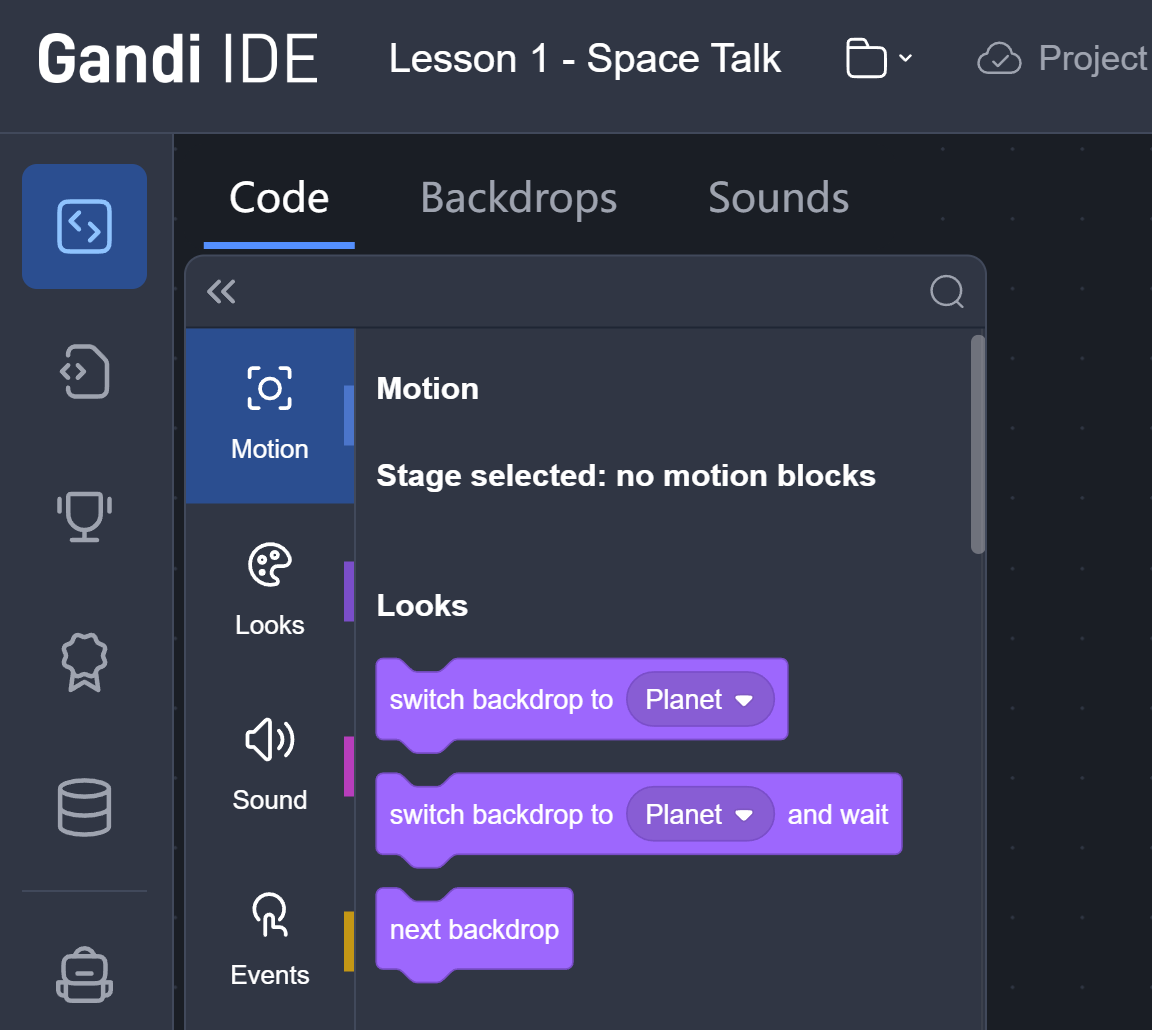 Gandi IDE
Lesson 1 - Space Talk
Project
Code
Backdrops
Sounds
Motion
Looks
Sound
Events
Motion
Stage selected: no motion blocks
Looks
switch backdrop to Planet
switch backdrop to Planet and wait
next backdrop